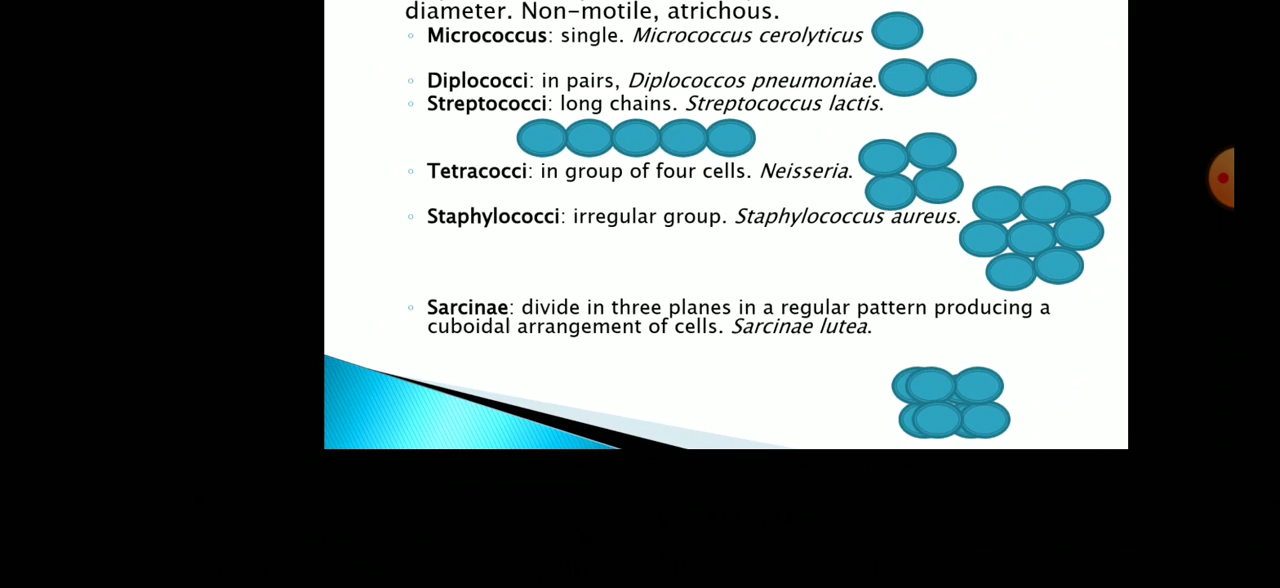 diameter. Non-motile, atrichous.
Micrococcus: single. Micrococcus cerolyticus
Diplococci: in pairs, Diplococcos pneumoniae.
Streptococci: long chains. Streptococcus lactis.
Tetracocci: in group of four cells. Neisseria.
Staphylococci: irregular group. Staphylococcus aureus.
Sarcinae: divide in three planes in a regular pattern producing a
cuboidal arrangement of cells. Sarcinae lutea.